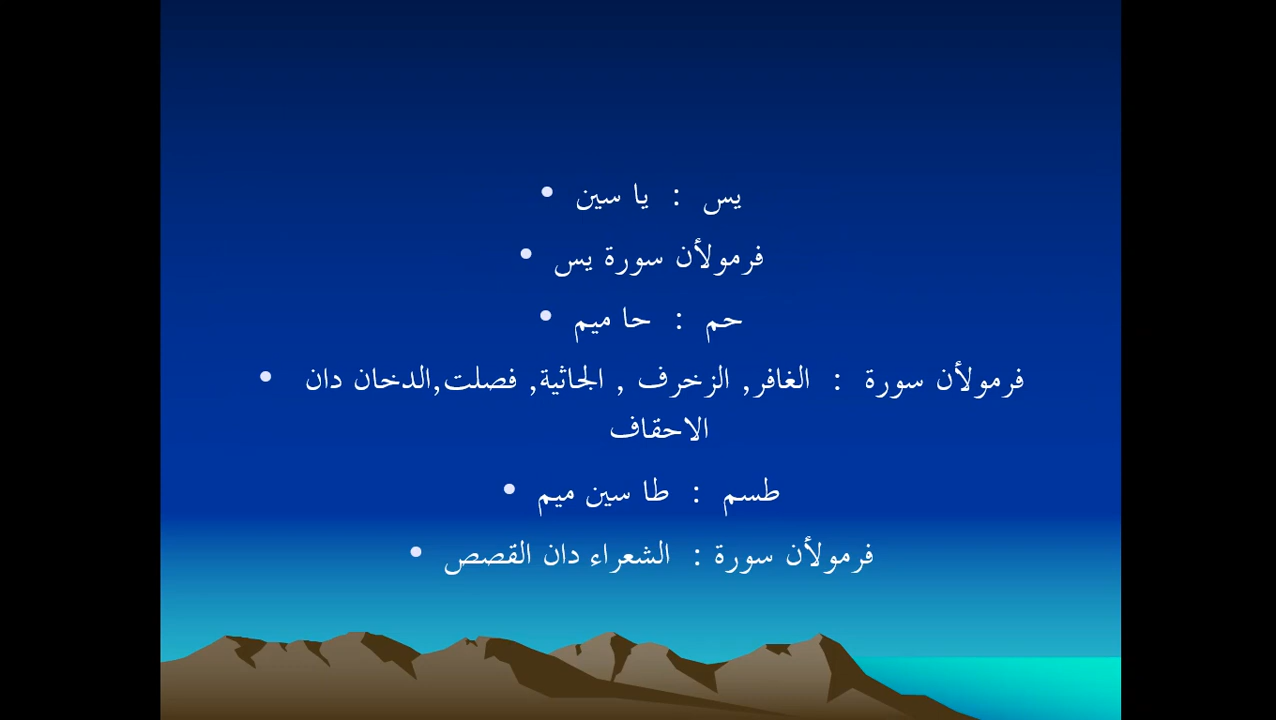 يس : يا سين
فرمولأن سورة يس
حم : حا ميم
فرمولأن سورة : الغافر, الزخرف , الجاثية, فصلت,الدخان دان
الاحقاف
طسم : طا سين ميم
فرمولأن سورة : الشعراء دان القصص